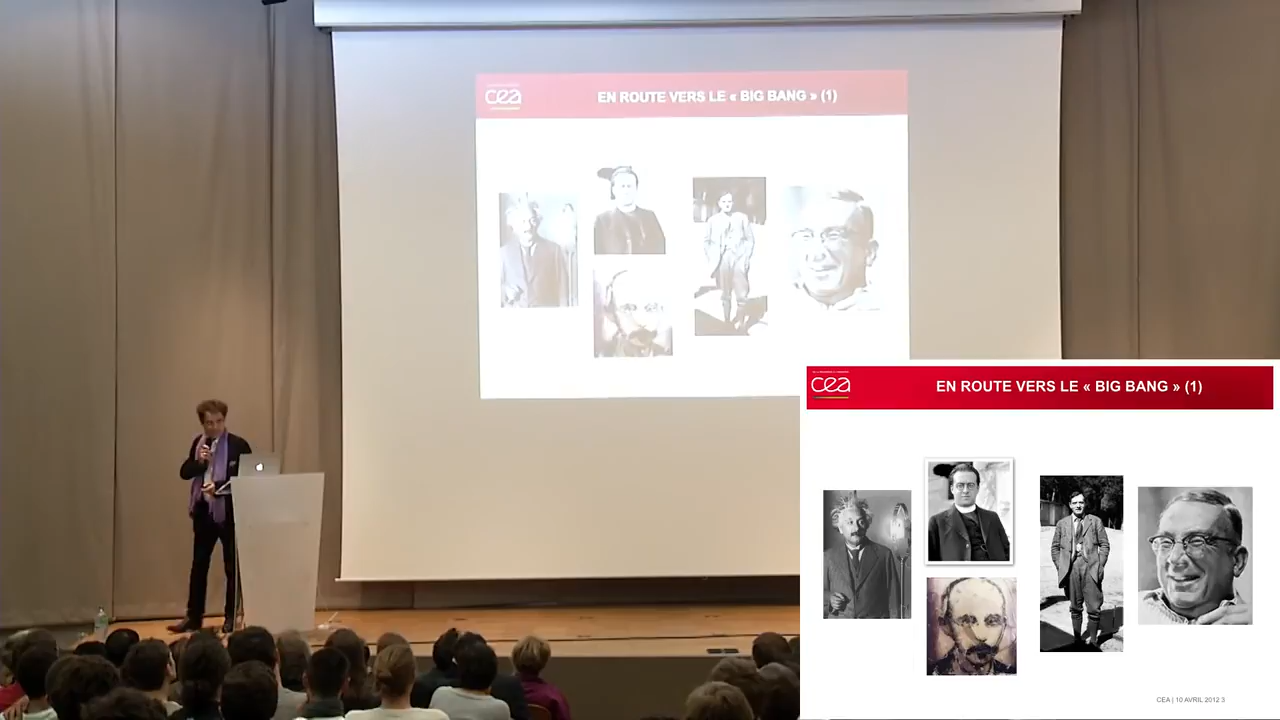 cea
EN ROUTE VERS LE « BIG BANG » (1)
cea
EN ROUTE VERS LE « BIG BANG » (1)
CEA | 10 AVRIL 2012 3